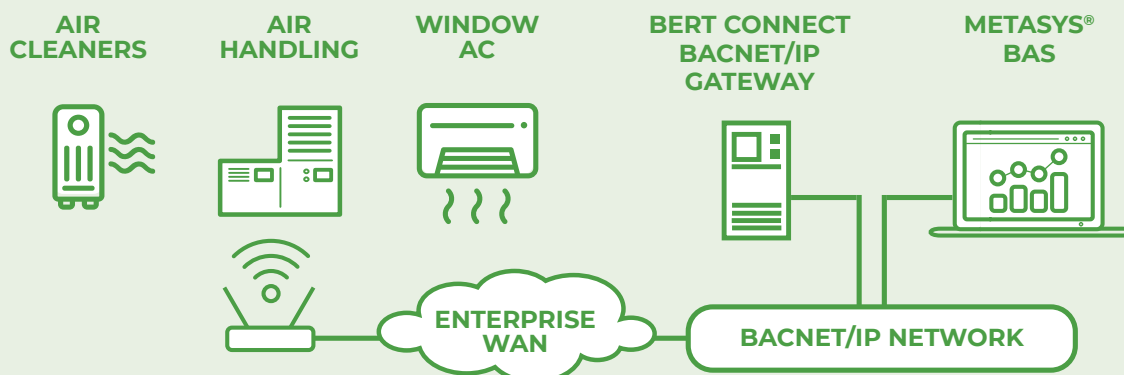 AIR
CLEANERS
AIR
HANDLING
WINDOW
AC
BERT CONNECT
BACNET/IP
GATEWAY
METASYS®
BAS
ENTERPRISE
WAN
BACNET/IP NETWORK